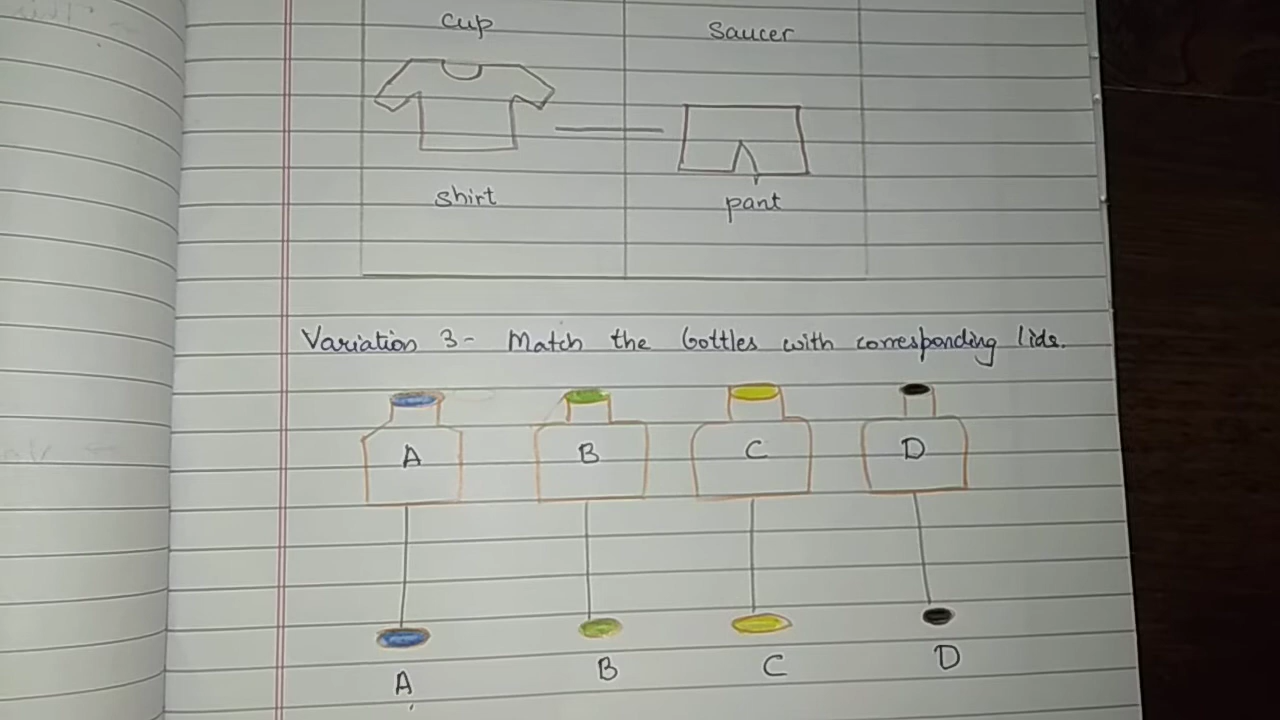 cup saucer
shirt pant
Variation 3- Match the bottles with corresponding lids.
A B C D
A B C D